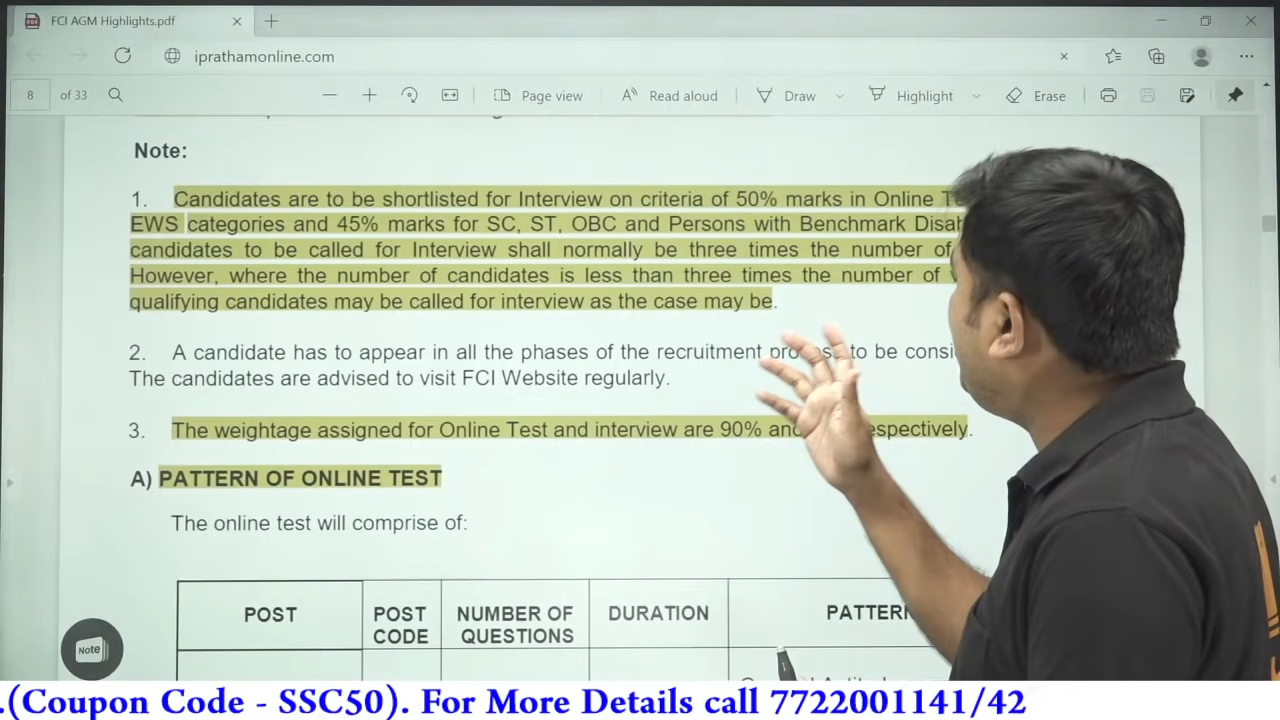 FCI AGM Highlights.pdf
iprathamonline.com
8 of 33 Page view Read aloud Draw Highlight Erase
Note:
1. Candidates are to be shortlisted for Interview on criteria of 50% marks in Online
EWS categories and 45% marks for SC, ST, OBC and Persons with Benchmark
candidates to be called for Interview shall normally be three times the number of
However, where the number of candidates is less than three times the number of
qualifying candidates may be called for interview as the case may be.
2. A candidate has to appear in all the phases of the recruitment to be
The candidates are advised to visit FCI Website regularly.
3. The weightage assigned for Online Test and interview are 90% respectively.
A) PATTERN OF ONLINE TEST
The online test will comprise of:
POST
POST CODE
NUMBER OF QUESTIONS
DURATION
PATTERN
Note
.(Coupon Code - SSC50). For More Details call 7722001141/42